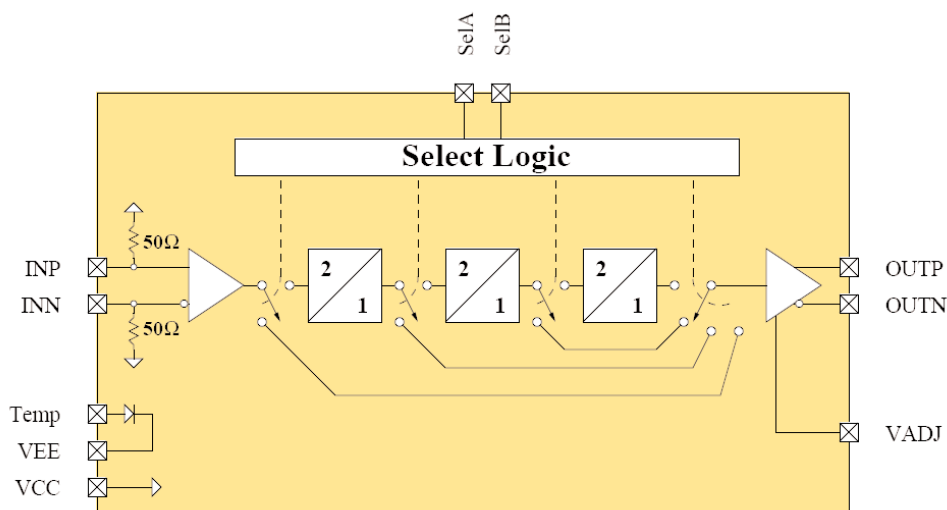 SelA
SelB
Select Logic
50Ω
INP
INN
50Ω
2
1
2
1
2
1
OUTP
OUTN
Temp
VEE
VCC
VADJ